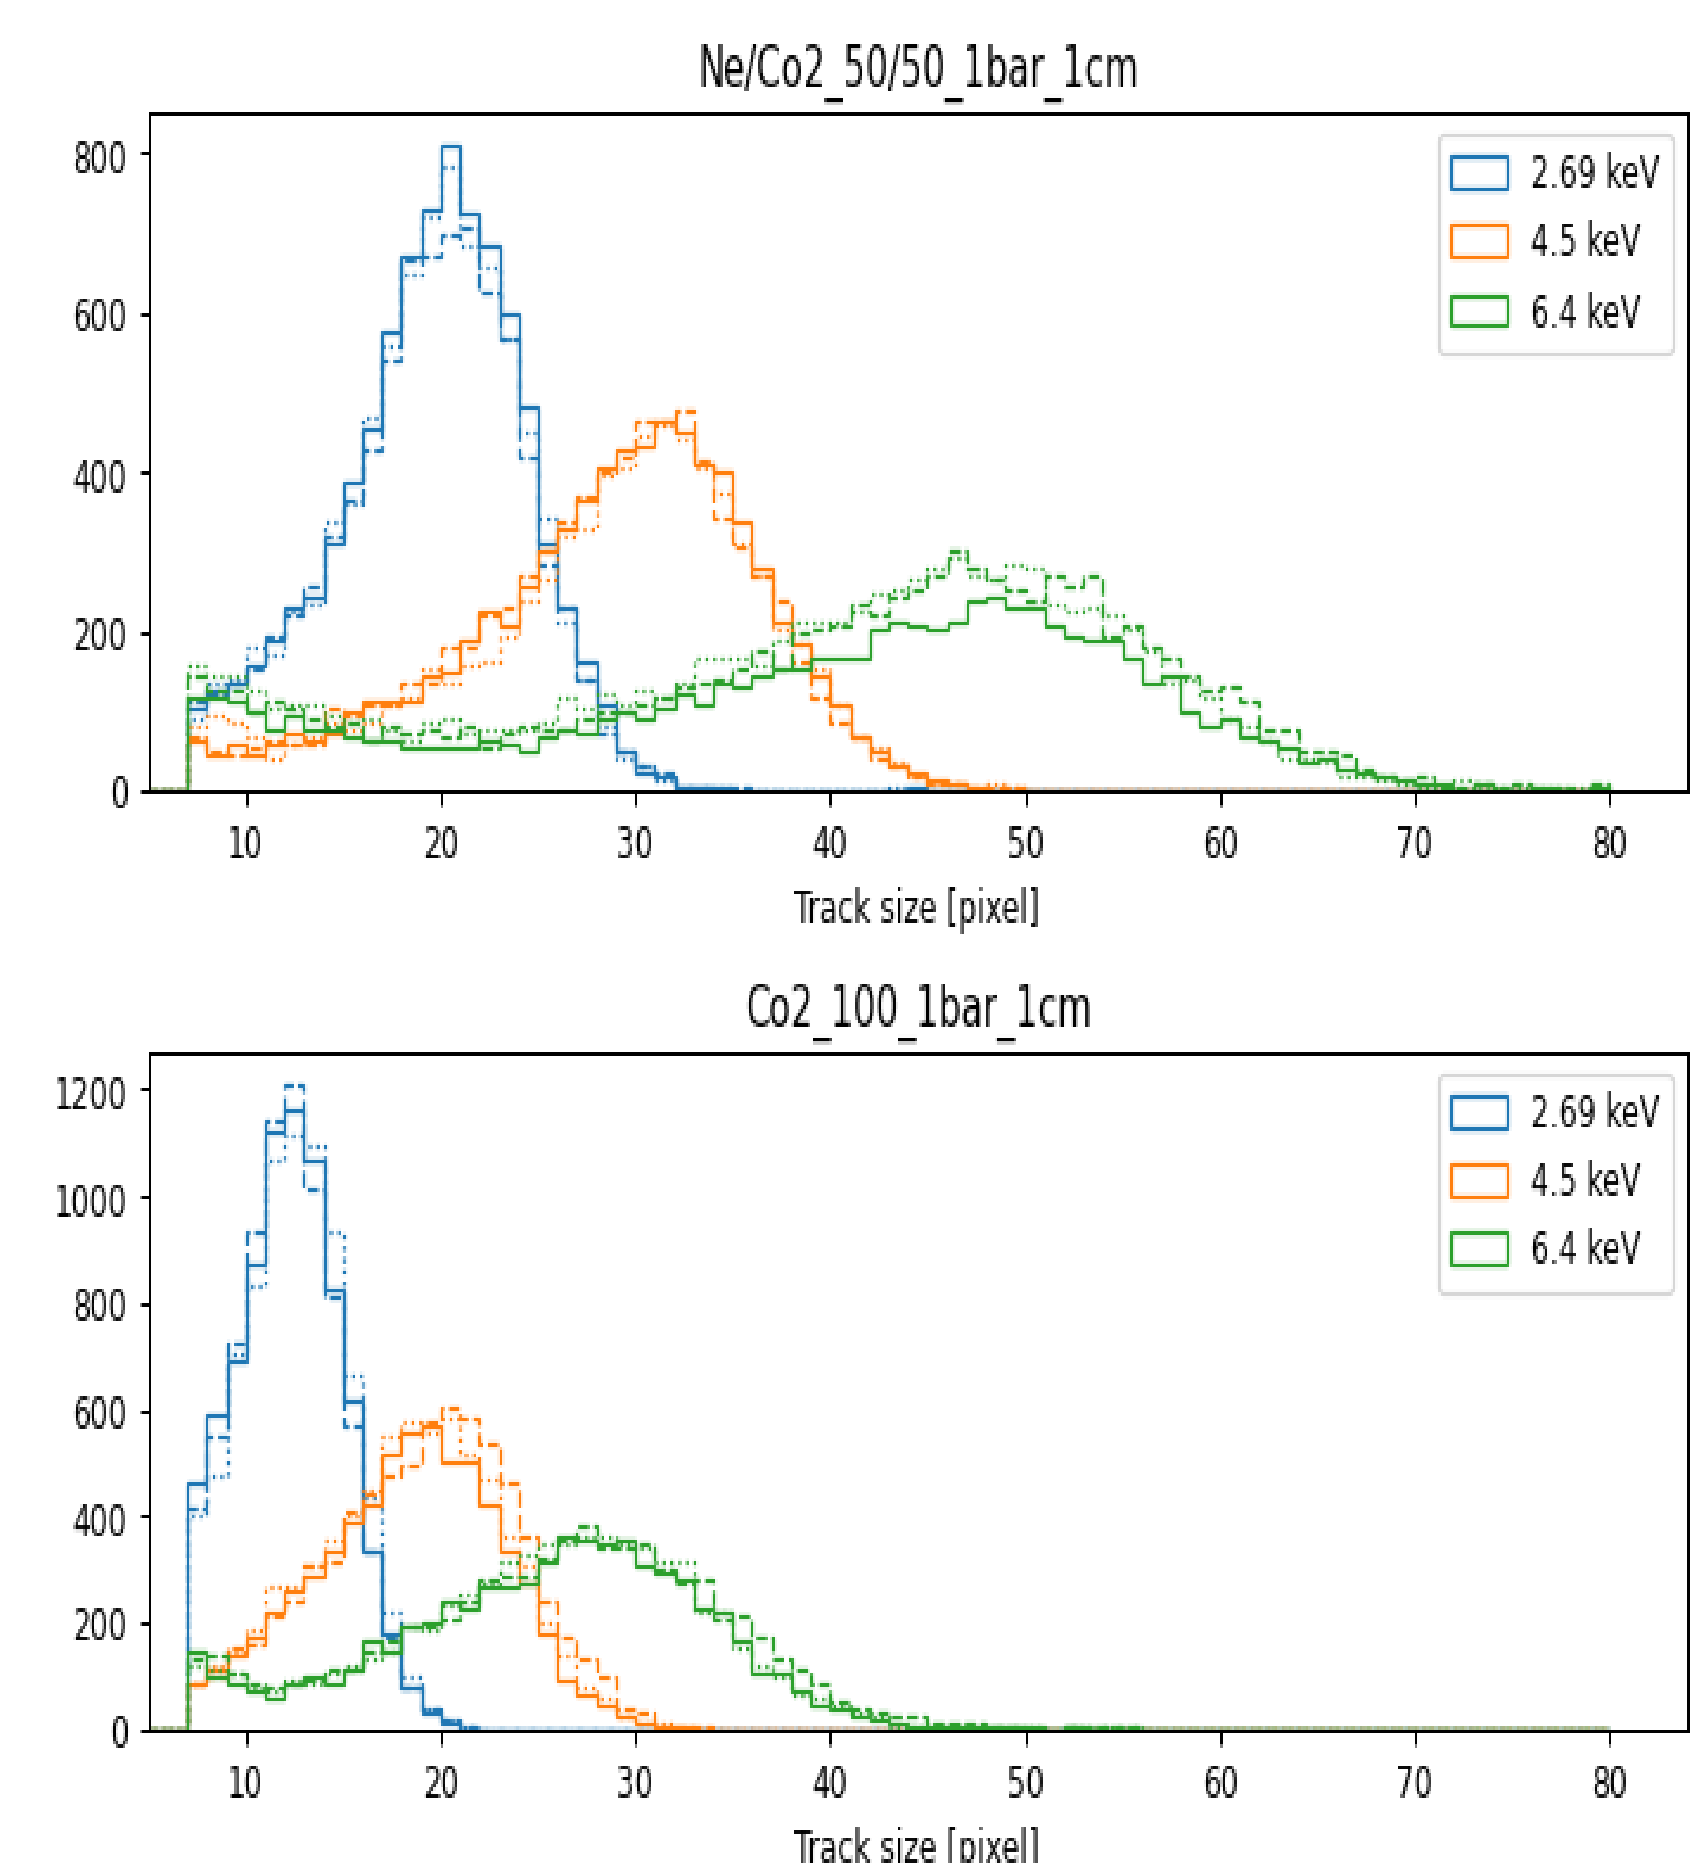 Ne/Co2_50/50_1bar_1cm
800
600
400
200
0
2.69 keV
4.5 keV
6.4 keV
10 20 30 40 50 60 70 80
Track size [pixel]
Co2_100_1bar_1cm
1200
1000
800
600
400
200
0
2.69 keV
4.5 keV
6.4 keV
10 20 30 40 50 60 70 80
Track size [pixel]